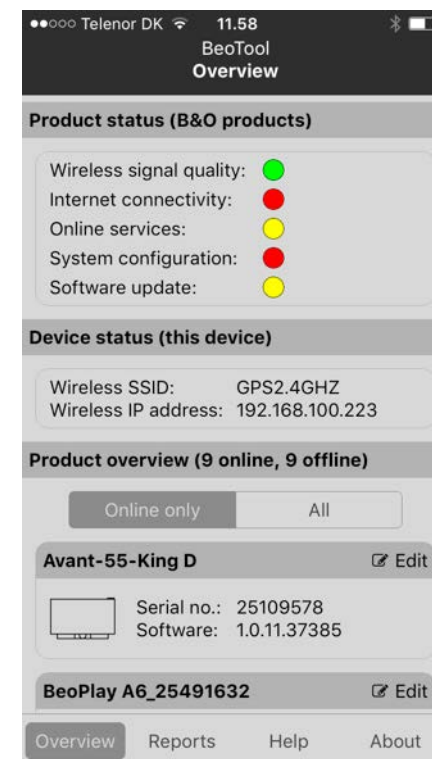 Telenor DK 11.58
BeoTool
Overview
Product status (B&O products)
Wireless signal quality:
Internet connectivity:
Online services:
System configuration:
Software update:
Device status (this device)
Wireless SSID: GPS2.4GHZ
Wireless IP address: 192.168.100.223
Product overview (9 online, 9 offline)
Online only All
Avant-55-King D Edit
Serial no.: 25109578
Software: 1.0.11.37385
BeoPlay A6_25491632 Edit
Overview Reports Help About